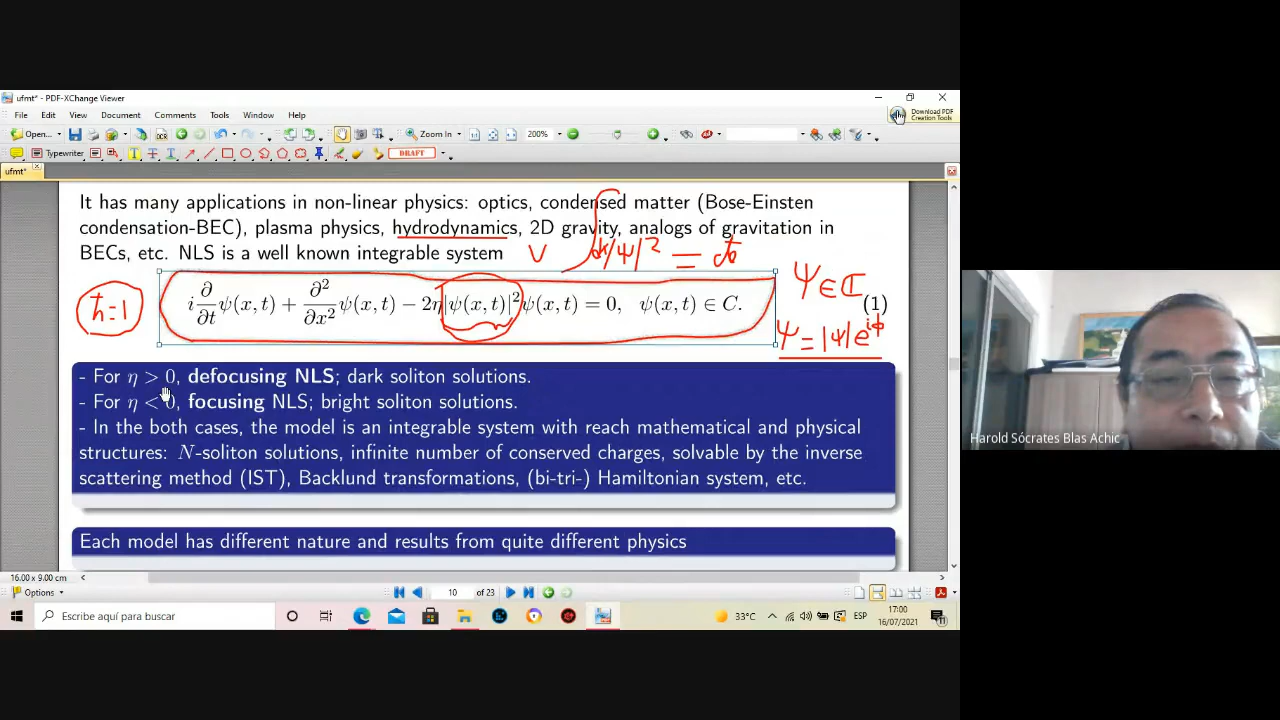 ufmt* - PDF-XChange Viewer
File Edit View Document Comments Tools Window Help
Download PDF
Creation Tools
Open... Zoom In 200%
Typewriter DRAFT
ufmt*
It has many applications in non-linear physics: optics, condensed matter (Bose-Einsten
condensation-BEC), plasma physics, hydrodynamics, 2D gravity, analogs of gravitation in
BECs, etc. NLS is a well known integrable system
V ∫dx|ψ|² =
ħ=1
i ∂/∂t ψ(x, t) + ∂²/∂x² ψ(x, t) − 2η|ψ(x, t)|²ψ(x, t) = 0, ψ(x, t) ∈ C. (1)
ψ∈ℂ
ψ=|ψ|e^{iϕ}
- For η > 0, defocusing NLS; dark soliton solutions.
- For η < 0, focusing NLS; bright soliton solutions.
- In the both cases, the model is an integrable system with reach mathematical and physical
structures: N-soliton solutions, infinite number of conserved charges, solvable by the inverse
scattering method (IST), Backlund transformations, (bi-tri-) Hamiltonian system, etc.
Each model has different nature and results from quite different physics
16.00 x 9.00 cm
Options 10 of 23
Escribe aquí para buscar
33°C ESP 17:00
16/07/2021
Harold Sócrates Blas Achic